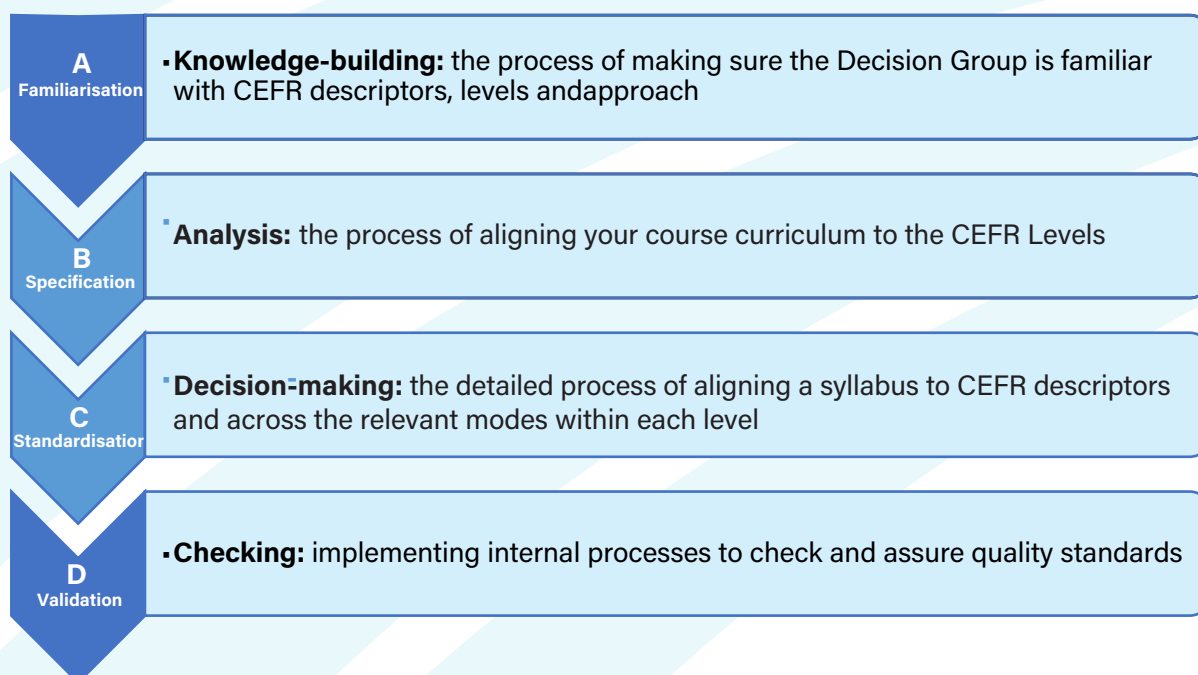 A
Familiarisation
▪Knowledge-building: the process of making sure the Decision Group is familiar
with CEFR descriptors, levels andapproach
B
Specification
▪Analysis: the process of aligning your course curriculum to the CEFR Levels
C
Standardisation
▪Decision-making: the detailed process of aligning a syllabus to CEFR descriptors
and across the relevant modes within each level
D
Validation
▪Checking: implementing internal processes to check and assure quality standards